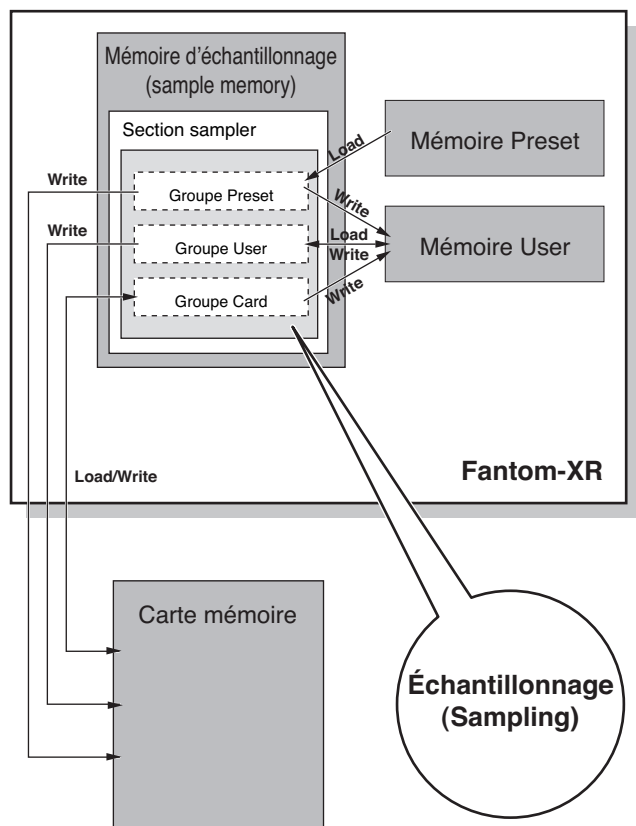 Mémoire d'échantillonnage
(sample memory)
Section sampler
Groupe Preset
Groupe User
Groupe Card
Mémoire Preset
Mémoire User
Load
Write
Load
Write
Write
Write
Write
Load/Write
Fantom-XR
Carte mémoire
Échantillonnage
(Sampling)